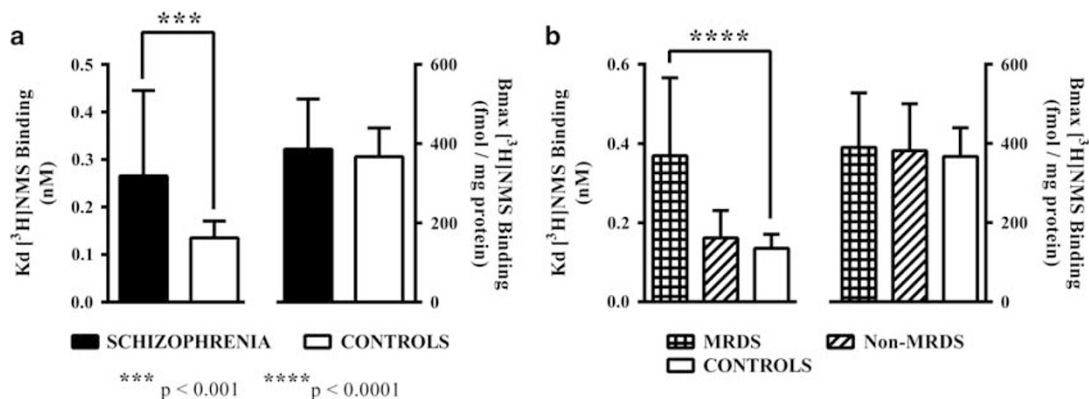 a
***
Kd [³H]NMS Binding
(nM)
0.5
0.4
0.3
0.2
0.1
0.0
600
400
200
0
Bmax [³H]NMS Binding
(fmol / mg protein)
SCHIZOPHRENIA
CONTROLS
*** p < 0.001
**** p < 0.0001
b
****
Kd [³H]NMS Binding
(nM)
0.6
0.4
0.2
0.0
600
400
200
0
Bmax [³H]NMS Binding
(fmol / mg protein)
MRDS
Non-MRDS
CONTROLS